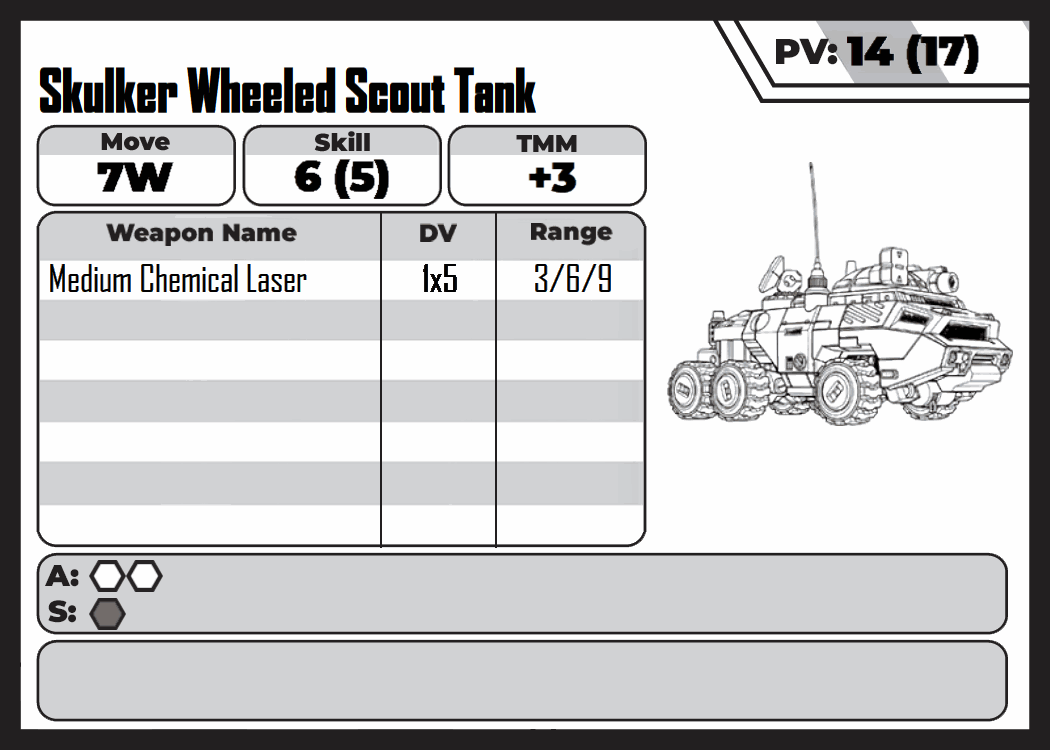 PV: 14 (17)
Skulker Wheeled Scout Tank
Move Skill TMM
7W 6 (5) +3
Weapon Name DV Range
Medium Chemical Laser 1x5 3/6/9
A:
S: